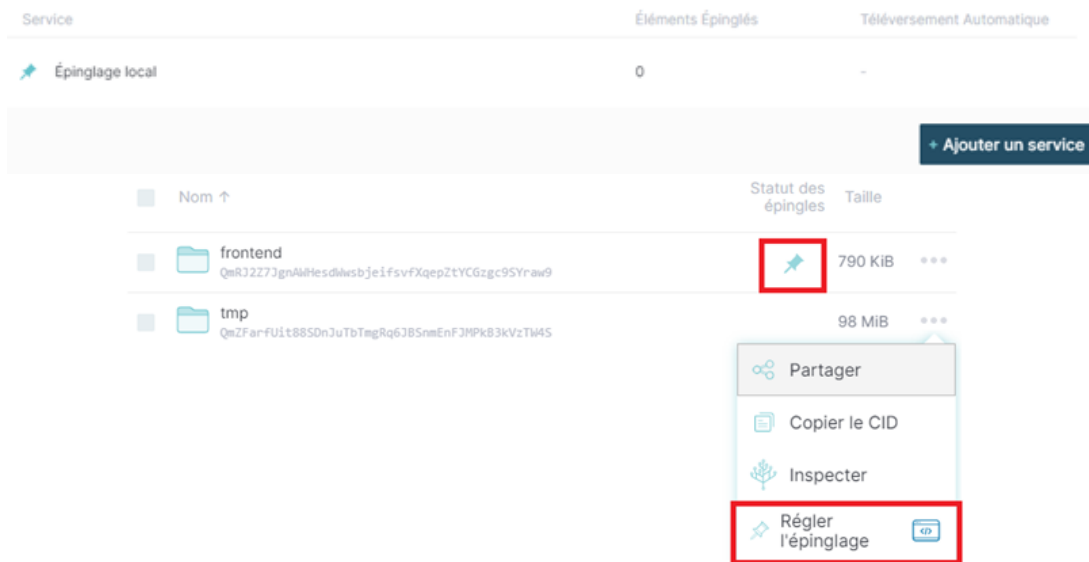 Service Éléments Épinglés Téléversement Automatique
Épinglage local 0 -
+ Ajouter un service
Nom ↑ Statut des épingles Taille
frontend 790 KiB
QmRJ2Z7JgnAWHesdWwsbjeifsvfXqepZtYCGzgc9SYraw9
tmp 98 MiB
QmZFarfUit88SDnJuTbTmgRq6JBSnmEnFJMPkB3kVzTW4S
Partager
Copier le CID
Inspecter
Régler
l'épinglage